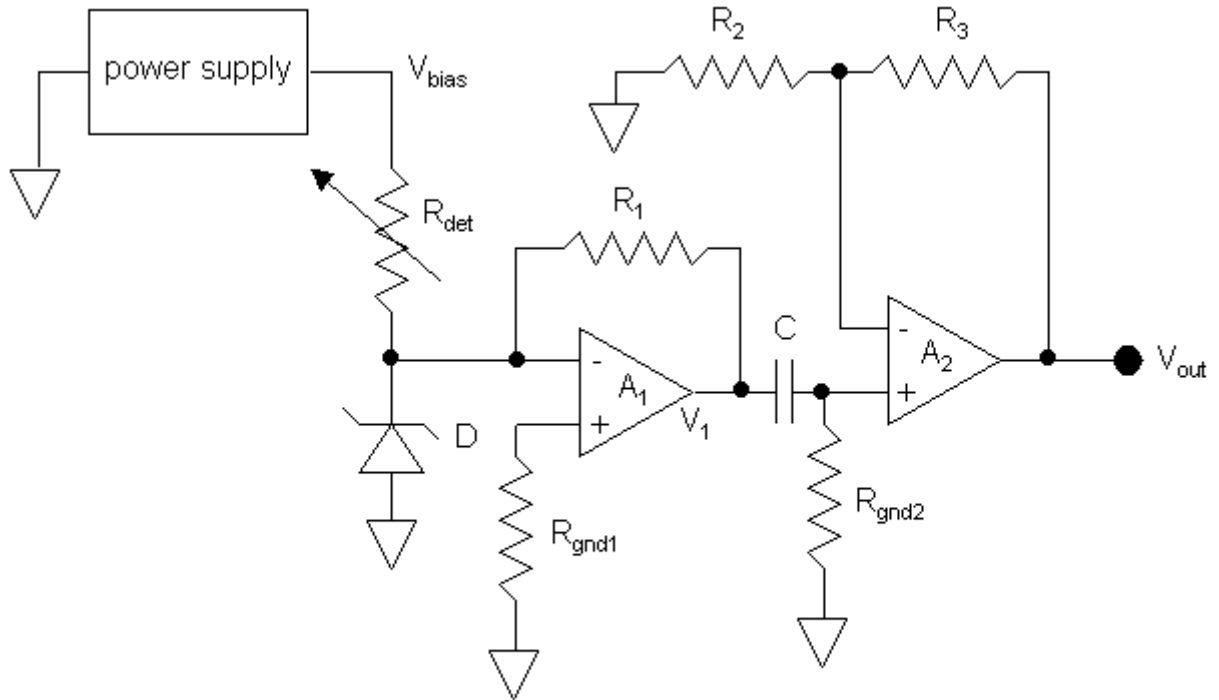 R2
R3
power supply
Vbias
Rdet
R1
C
-
A2
+
Vout
-
A1
+
V1
D
Rgnd1
Rgnd2